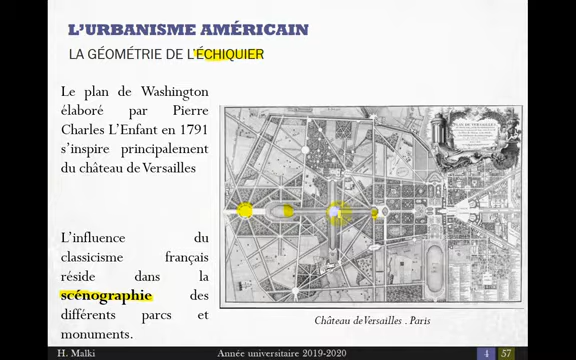 L'URBANISME AMÉRICAIN
LA GÉOMÉTRIE DE L'ÉCHIQUIER
Le plan de Washington
élaboré par Pierre
Charles L'Enfant en 1791
s'inspire principalement
du château de Versailles
L'influence du
classicisme français
réside dans la
scénographie des
différents parcs et
monuments.
Château de Versailles . Paris
H. Malki
Année universitaire 2019-2020
4
57